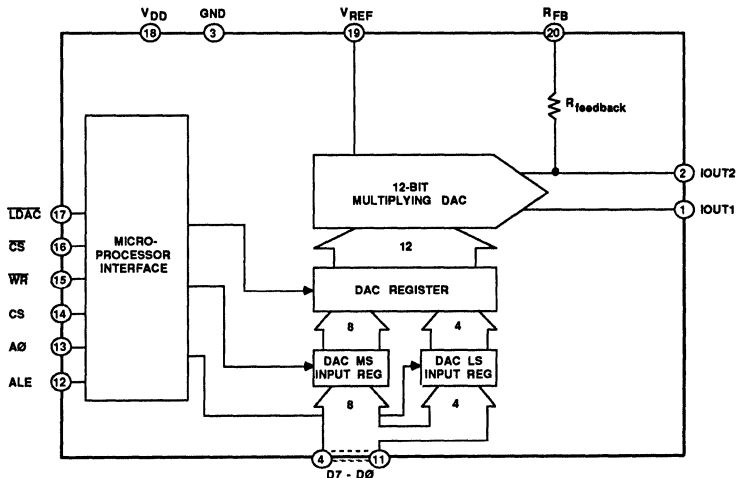 VDD GND VREF RFB
18 3 19 20
Rfeedback
12-BIT
MULTIPLYING DAC
2 IOUT2
1 IOUT1
LDAC 17
CS 16
WR 15
CS 14
AØ 13
ALE 12
MICRO-
PROCESSOR
INTERFACE
12
DAC REGISTER
8 4
DAC MS
INPUT REG
DAC LS
INPUT REG
8 4
4 11
D7 - DØ